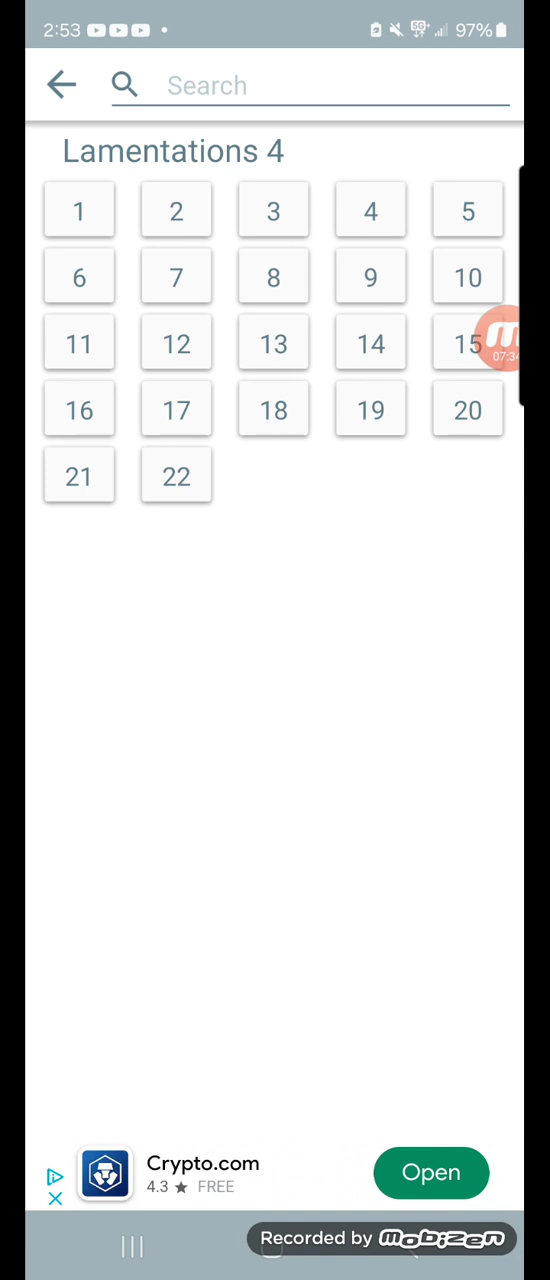 2:53 5G+ 97%
Search
Lamentations 4
1 2 3 4 5
6 7 8 9 10
11 12 13 14 15
07:34
16 17 18 19 20
21 22
Crypto.com
4.3 ★ FREE
Open
Recorded by mobizen